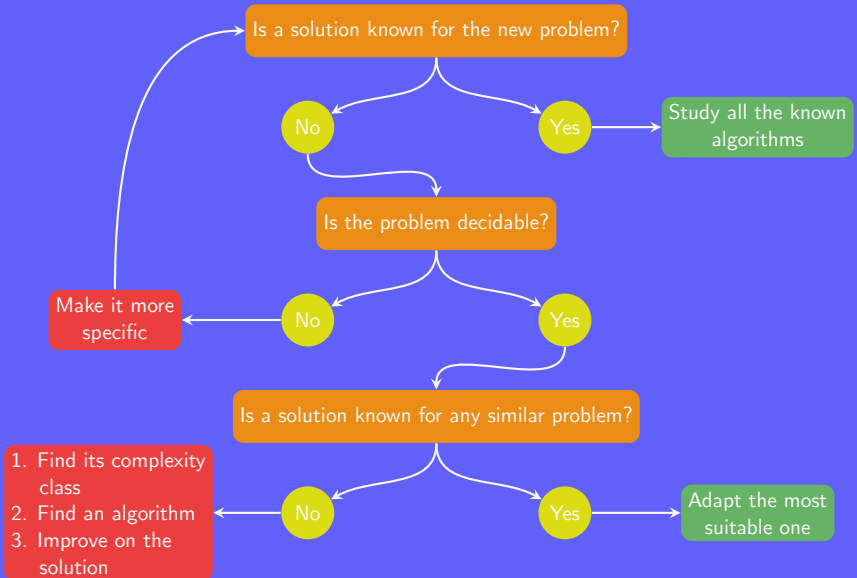 Is a solution known for the new problem?
No
Yes
Study all the known
algorithms
Is the problem decidable?
Make it more
specific
No
Yes
Is a solution known for any similar problem?
1. Find its complexity
class
2. Find an algorithm
3. Improve on the
solution
No
Yes
Adapt the most
suitable one